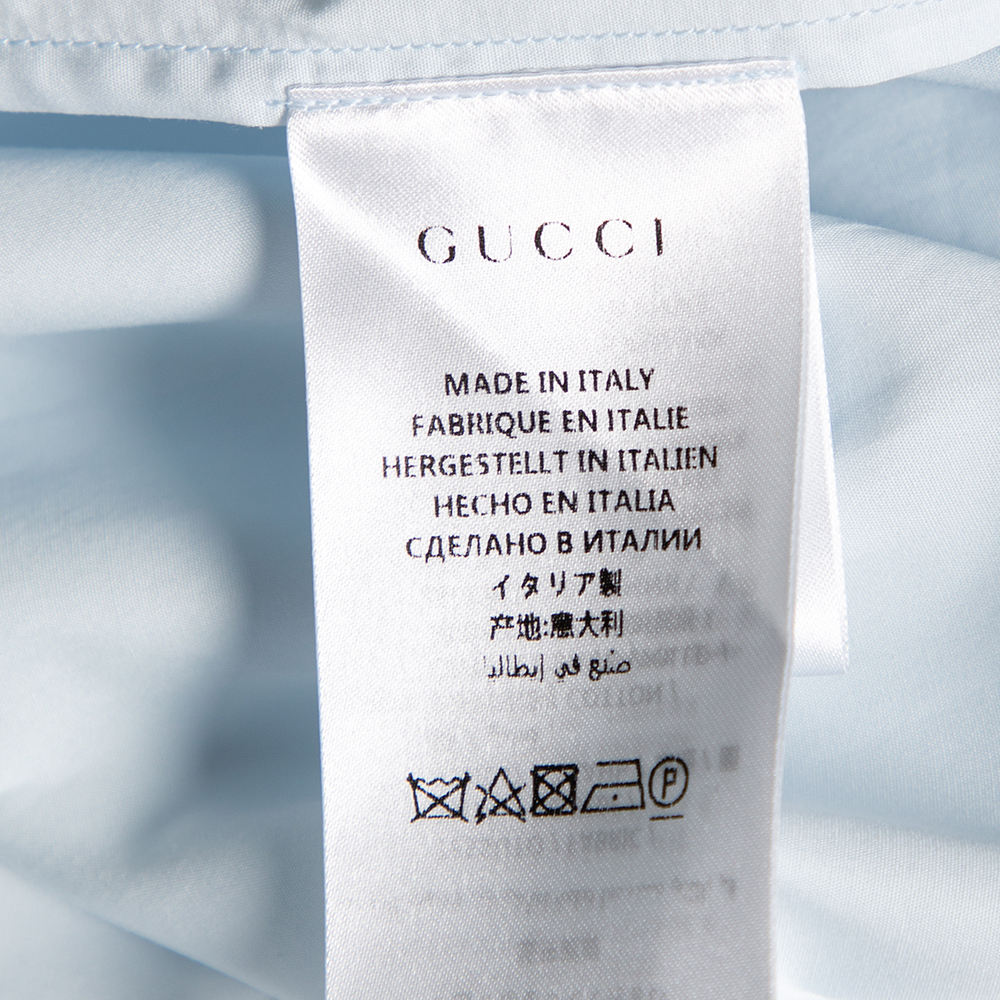 GUCCI
MADE IN ITALY
FABRIQUE EN ITALIE
HERGESTELLT IN ITALIEN
HECHO EN ITALIA
СДЕЛАНО В ИТАЛИИ
イタリア製
产地:意大利
صنع في إيطاليا
P